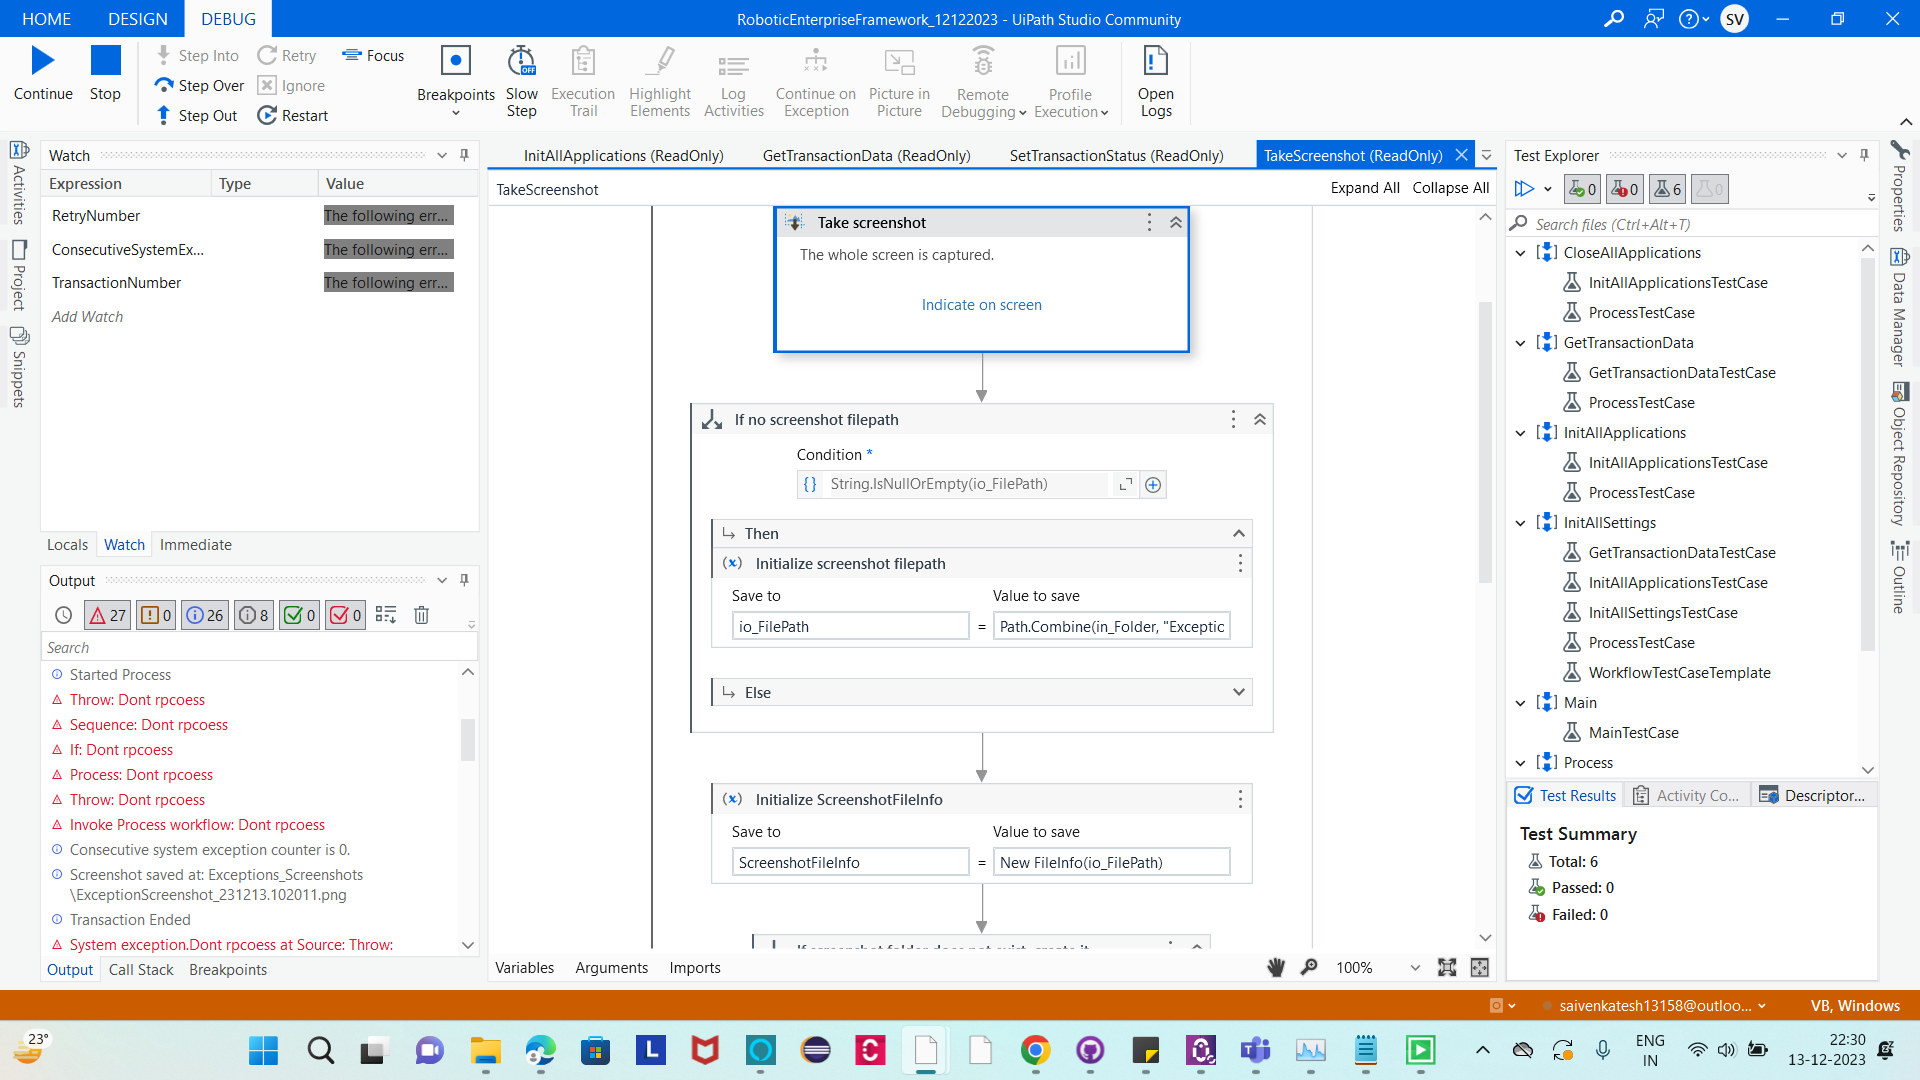 HOME DESIGN DEBUG
RoboticEnterpriseFramework_12122023 - UiPath Studio Community
SV
Continue
Stop
Step Into
Step Over
Step Out
Retry
Ignore
Restart
Focus
Breakpoints
Slow
Step
OFF
Execution
Trail
Highlight
Elements
Log
Activities
Continue on
Exception
Picture in
Picture
Remote
Debugging
Profile
Execution
Open
Logs
Activities
Project
Snippets
Watch
Expression Type Value
RetryNumber The following err...
ConsecutiveSystemEx... The following err...
TransactionNumber The following err...
Add Watch
Locals Watch Immediate
Output
27 0 26 8 0 0
Search
Started Process
Throw: Dont rpcoess
Sequence: Dont rpcoess
If: Dont rpcoess
Process: Dont rpcoess
Throw: Dont rpcoess
Invoke Process workflow: Dont rpcoess
Consecutive system exception counter is 0.
Screenshot saved at: Exceptions_Screenshots
\ExceptionScreenshot_231213.102011.png
Transaction Ended
System exception.Dont rpcoess at Source: Throw:
Output Call Stack Breakpoints
InitAllApplications (ReadOnly) GetTransactionData (ReadOnly) SetTransactionStatus (ReadOnly) TakeScreenshot (ReadOnly)
TakeScreenshot
Expand All Collapse All
Take screenshot
The whole screen is captured.
Indicate on screen
If no screenshot filepath
Condition *
String.IsNullOrEmpty(io_FilePath)
Then
Initialize screenshot filepath
Save to Value to save
io_FilePath = Path.Combine(in_Folder, "Exceptic
Else
Initialize ScreenshotFileInfo
Save to Value to save
ScreenshotFileInfo = New FileInfo(io_FilePath)
If screenshot folder does not exist, create it
Variables Arguments Imports
100%
Test Explorer
0 0 6 0
Search files (Ctrl+Alt+T)
CloseAllApplications
InitAllApplicationsTestCase
ProcessTestCase
GetTransactionData
GetTransactionDataTestCase
ProcessTestCase
InitAllApplications
InitAllApplicationsTestCase
ProcessTestCase
InitAllSettings
GetTransactionDataTestCase
InitAllApplicationsTestCase
InitAllSettingsTestCase
ProcessTestCase
WorkflowTestCaseTemplate
Main
MainTestCase
Process
Test Results Activity Co... Descriptor...
Test Summary
Total: 6
Passed: 0
Failed: 0
Properties
Data Manager
Object Repository
Outline
saivenkatesh13158@outloo... VB, Windows
23°
L
ENG
IN
22:30
13-12-2023